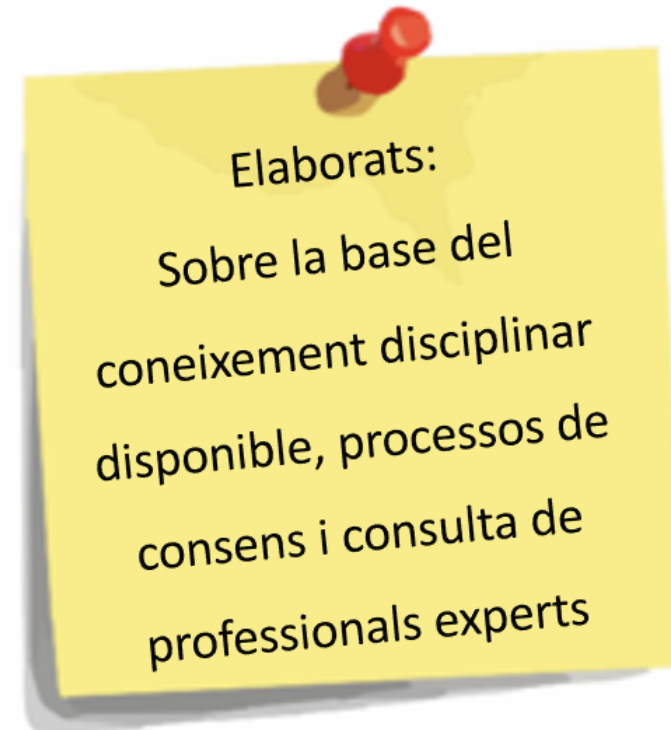 Elaborats:
Sobre la base del
coneixement disciplinar
disponible, processos de
consens i consulta de
professionals experts